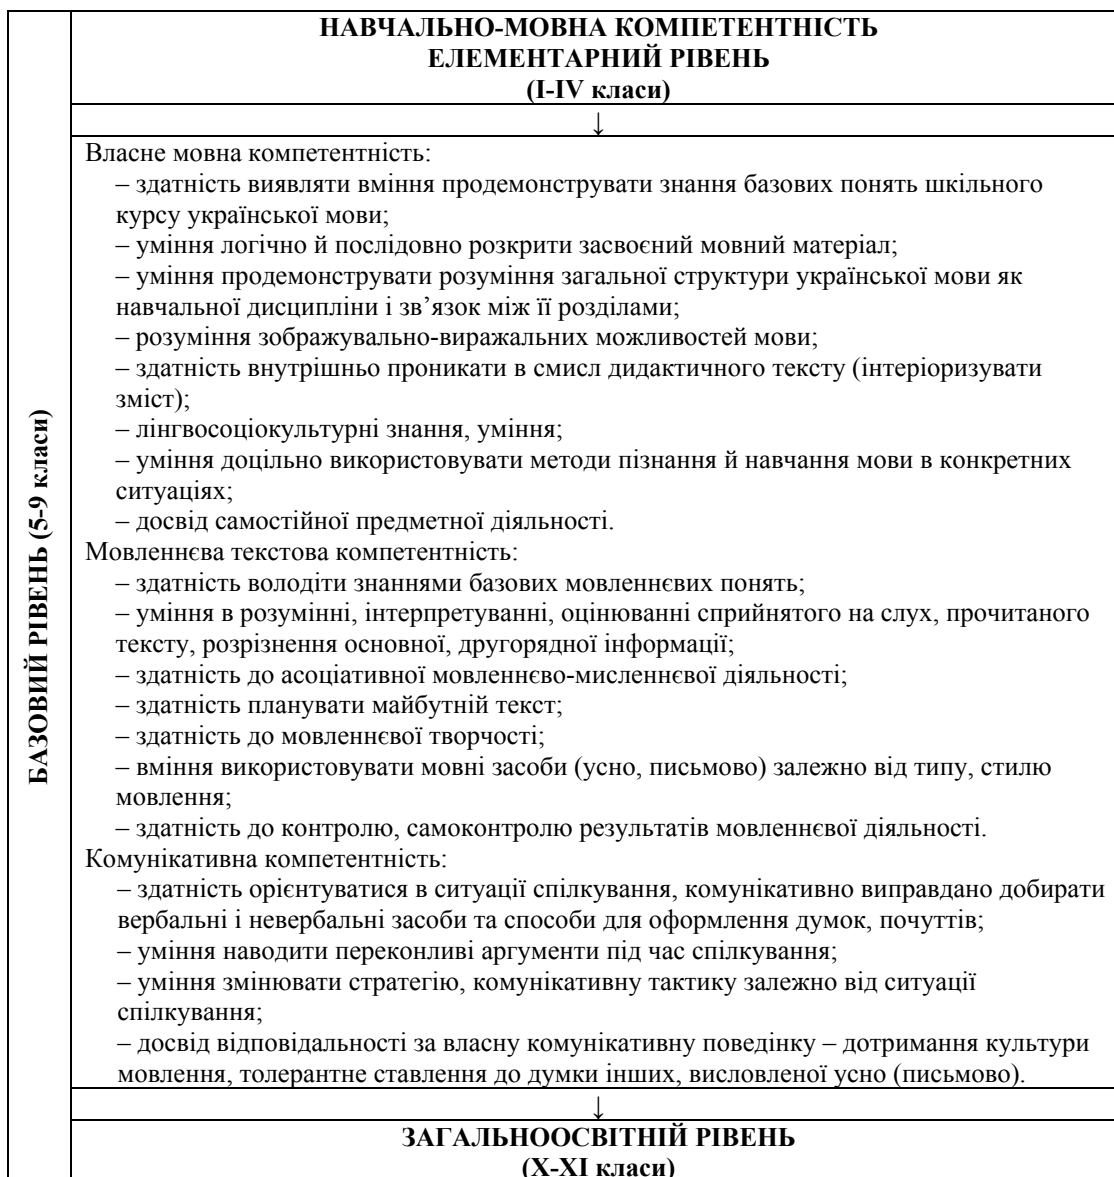 НАВЧАЛЬНО-МОВНА КОМПЕТЕНТНІСТЬ
ЕЛЕМЕНТАРНИЙ РІВЕНЬ
(I-IV класи)
↓
БАЗОВИЙ РІВЕНЬ (5-9 класи)
Власне мовна компетентність:
– здатність виявляти вміння продемонструвати знання базових понять шкільного
курсу української мови;
– уміння логічно й послідовно розкрити засвоєний мовний матеріал;
– уміння продемонструвати розуміння загальної структури української мови як
навчальної дисципліни і зв’язок між її розділами;
– розуміння зображувально-виражальних можливостей мови;
– здатність внутрішньо проникати в смисл дидактичного тексту (інтеріоризувати
зміст);
– лінгвосоціокультурні знання, уміння;
– уміння доцільно використовувати методи пізнання й навчання мови в конкретних
ситуаціях;
– досвід самостійної предметної діяльності.
Мовленнєва текстова компетентність:
– здатність володіти знаннями базових мовленнєвих понять;
– уміння в розумінні, інтерпретуванні, оцінюванні сприйнятого на слух, прочитаного
тексту, розрізнення основної, другорядної інформації;
– здатність до асоціативної мовленнєво-мисленнєвої діяльності;
– здатність планувати майбутній текст;
– здатність до мовленнєвої творчості;
– вміння використовувати мовні засоби (усно, письмово) залежно від типу, стилю
мовлення;
– здатність до контролю, самоконтролю результатів мовленнєвої діяльності.
Комунікативна компетентність:
– здатність орієнтуватися в ситуації спілкування, комунікативно виправдано добирати
вербальні і невербальні засоби та способи для оформлення думок, почуттів;
– уміння наводити переконливі аргументи під час спілкування;
– уміння змінювати стратегію, комунікативну тактику залежно від ситуації
спілкування;
– досвід відповідальності за власну комунікативну поведінку – дотримання культури
мовлення, толерантне ставлення до думки інших, висловленої усно (письмово).
↓
ЗАГАЛЬНООСВІТНІЙ РІВЕНЬ
(X-XI класи)